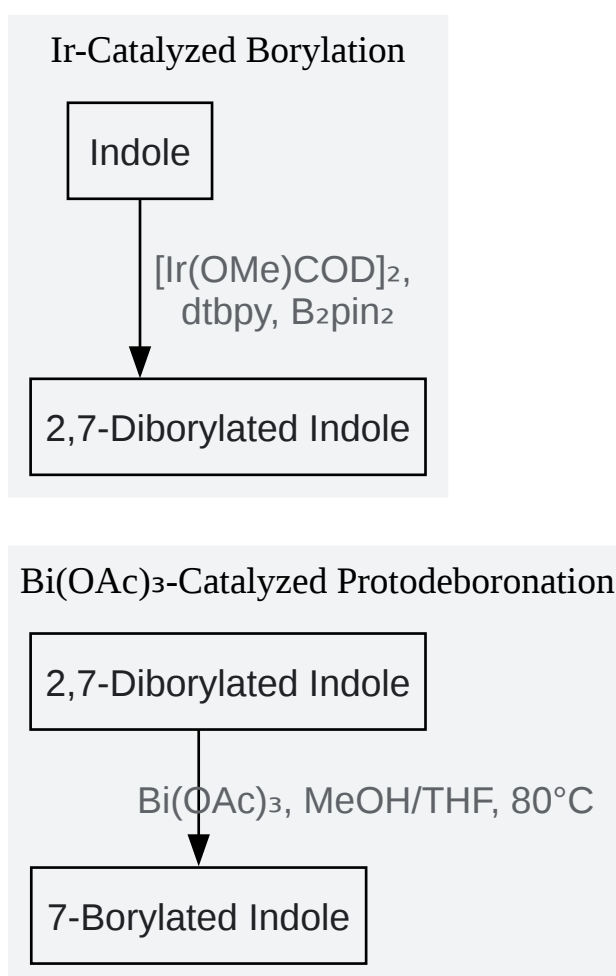 Ir-Catalyzed Borylation
Indole
[Ir(OMe)COD]₂,
dtbpy, B₂pin₂
2,7-Diborylated Indole
Bi(OAc)₃-Catalyzed Protodeboronation
2,7-Diborylated Indole
Bi(OAc)₃, MeOH/THF, 80°C
7-Borylated Indole